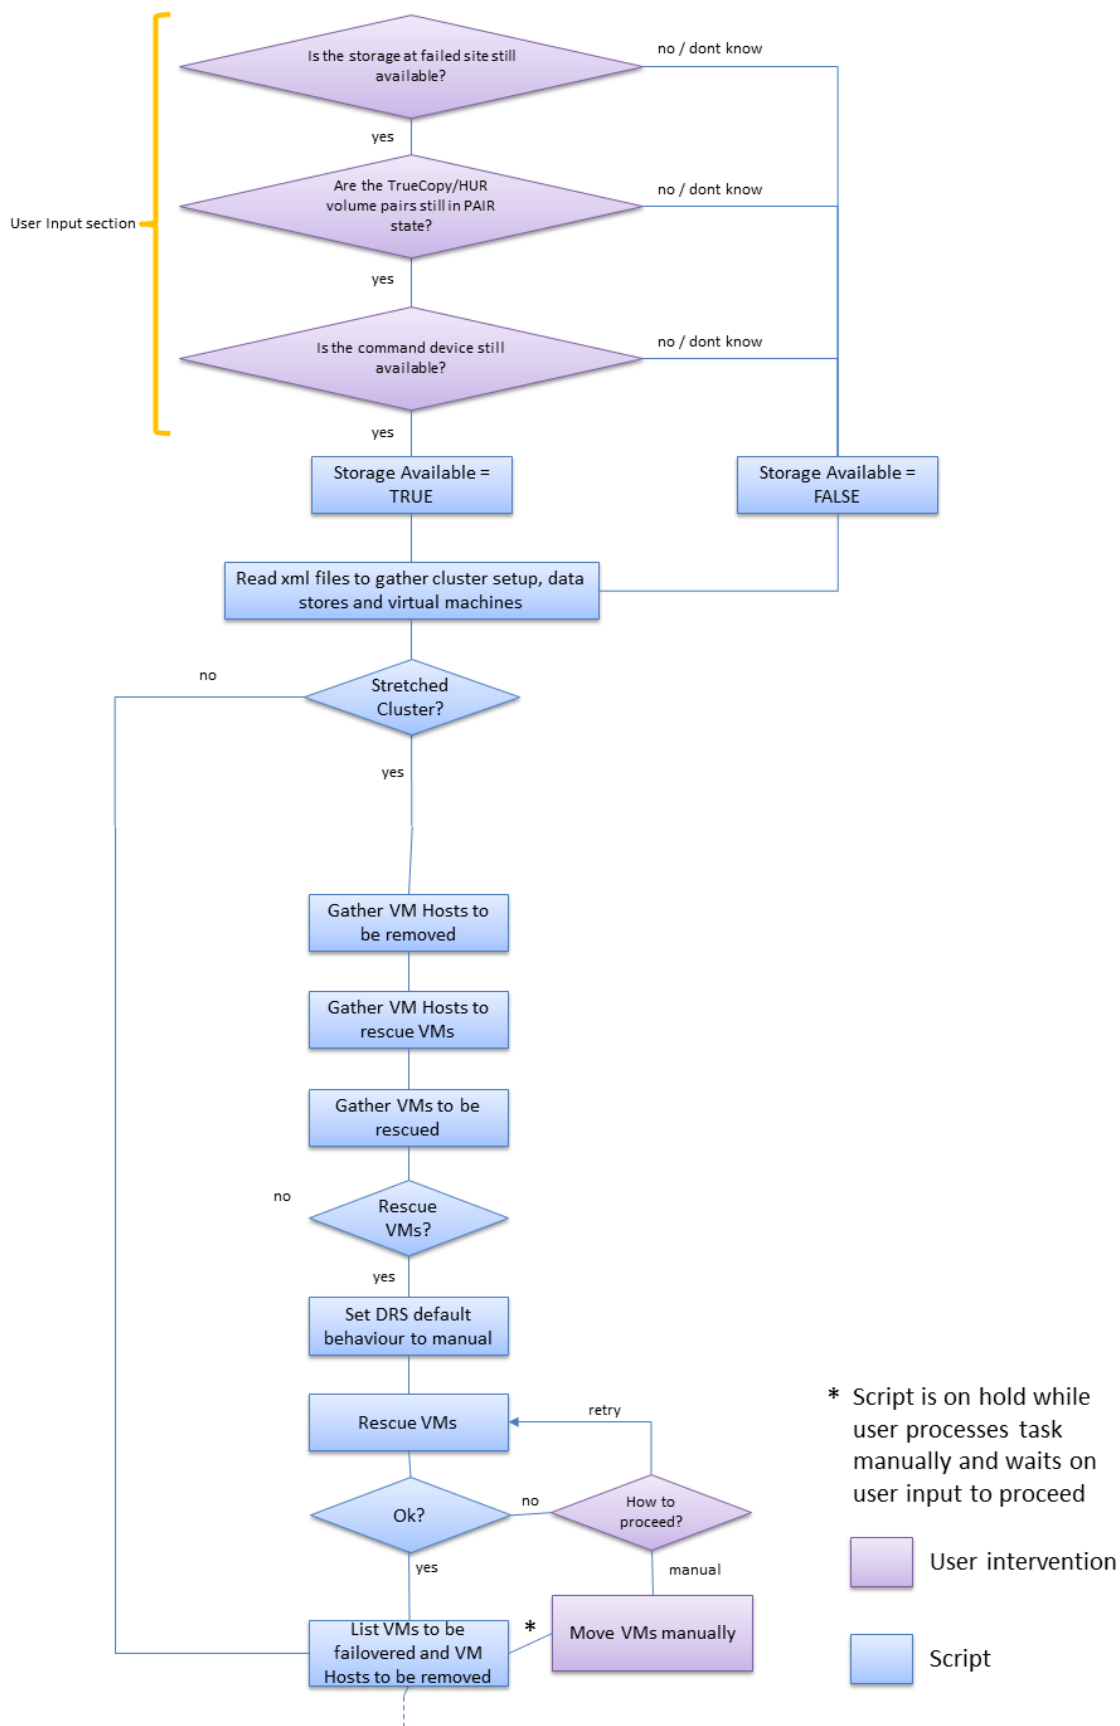 Is the storage at failed site still
available?
no / dont know
yes
Are the TrueCopy/HUR
volume pairs still in PAIR
state?
no / dont know
User Input section
yes
Is the command device still
available?
no / dont know
yes
Storage Available =
TRUE
Storage Available =
FALSE
Read xml files to gather cluster setup, data
stores and virtual machines
no
Stretched
Cluster?
yes
Gather VM Hosts to
be removed
Gather VM Hosts to
rescue VMs
Gather VMs to be
rescued
no
Rescue
VMs?
yes
Set DRS default
behaviour to manual
Rescue VMs
retry
Ok?
no
How to
proceed?
yes
manual
List VMs to be
failovered and VM
Hosts to be removed
*
Move VMs manually
* Script is on hold while
user processes task
manually and waits on
user input to proceed
User intervention
Script